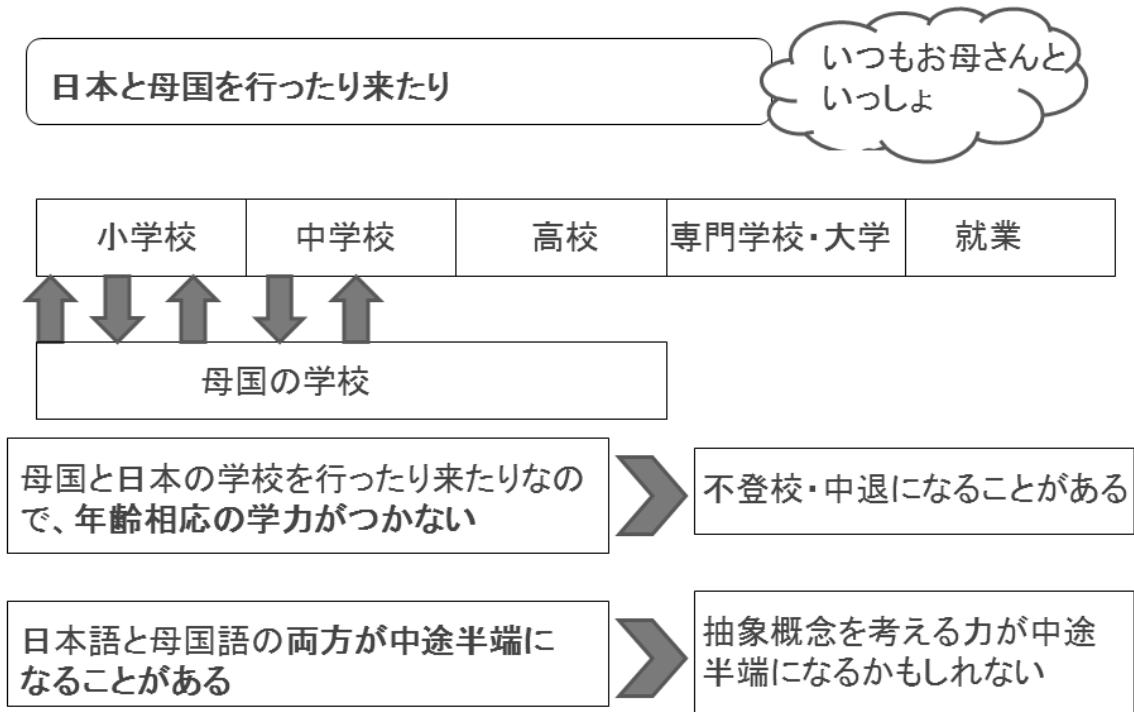 日本と母国を行ったり来たり
いつもお母さんと
いっしょ
小学校
中学校
高校
専門学校・大学
就業
母国の学校
母国と日本の学校を行ったり来たりなの
で、年齢相応の学力がつかない
不登校・中退になることがある
日本語と母国語の両方が中途半端に
なることがある
抽象概念を考える力が中途
半端になるかもしれない